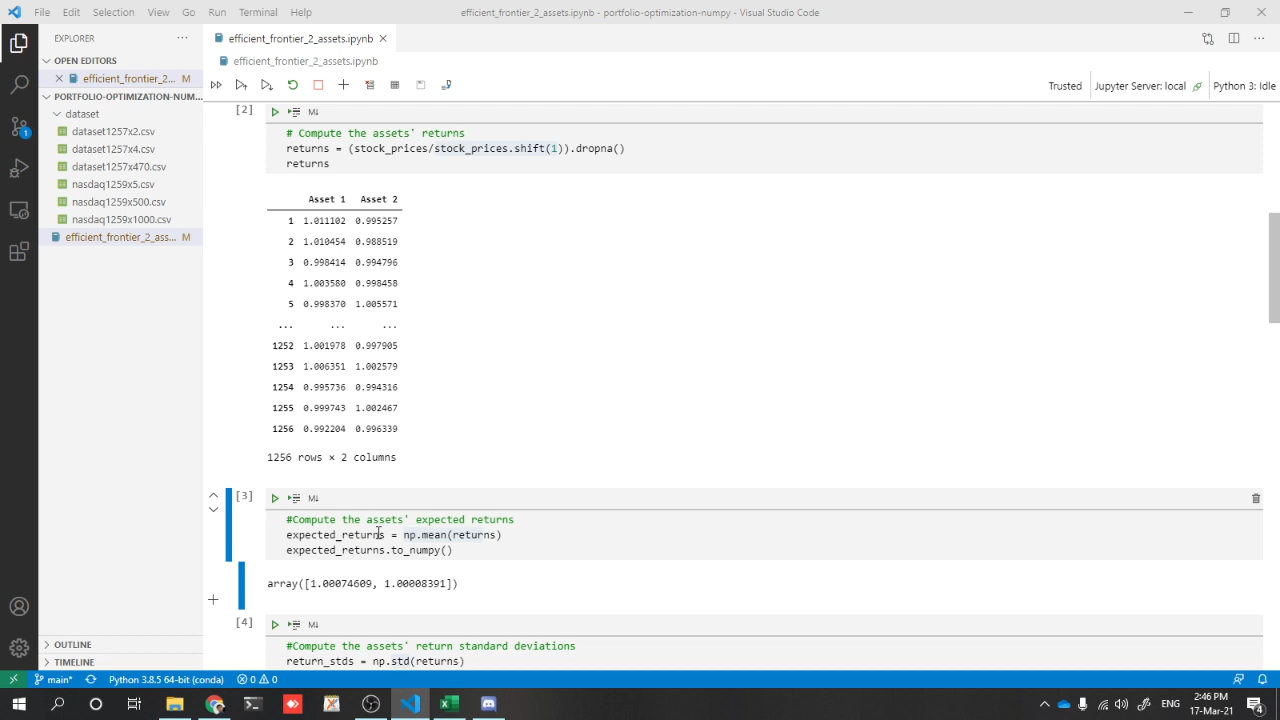 File Edit Selection View Go Run Terminal Help efficient_frontier_2_assets.ipynb - portfolio-optimization-numpy - Visual Studio Code
EXPLORER ...
efficient_frontier_2_assets.ipynb
OPEN EDITORS
efficient_frontier_2... M
PORTFOLIO-OPTIMIZATION-NUM...
dataset
dataset1257x2.csv
dataset1257x4.csv
dataset1257x470.csv
nasdaq1259x5.csv
nasdaq1259x500.csv
nasdaq1259x1000.csv
efficient_frontier_2_ass... M
OUTLINE
TIMELINE
1
efficient_frontier_2_assets.ipynb
Trusted Jupyter Server: local Python 3: Idle
[2] M↓
# Compute the assets' returns
returns = (stock_prices/stock_prices.shift(1)).dropna()
returns
Asset 1 Asset 2
1 1.011102 0.995257
2 1.010454 0.988519
3 0.998414 0.994796
4 1.003580 0.998458
5 0.998370 1.005571
... ... ...
1252 1.001978 0.997905
1253 1.006351 1.002579
1254 0.995736 0.994316
1255 0.999743 1.002467
1256 0.992204 0.996339
1256 rows × 2 columns
[3] M↓
#Compute the assets' expected returns
expected_returns = np.mean(returns)
expected_returns.to_numpy()
array([1.00074609, 1.00008391])
[4] M↓
#Compute the assets' return standard deviations
return_stds = np.std(returns)
main* Python 3.8.5 64-bit (conda) 0 0
ENG 2:46 PM
17-Mar-21 4